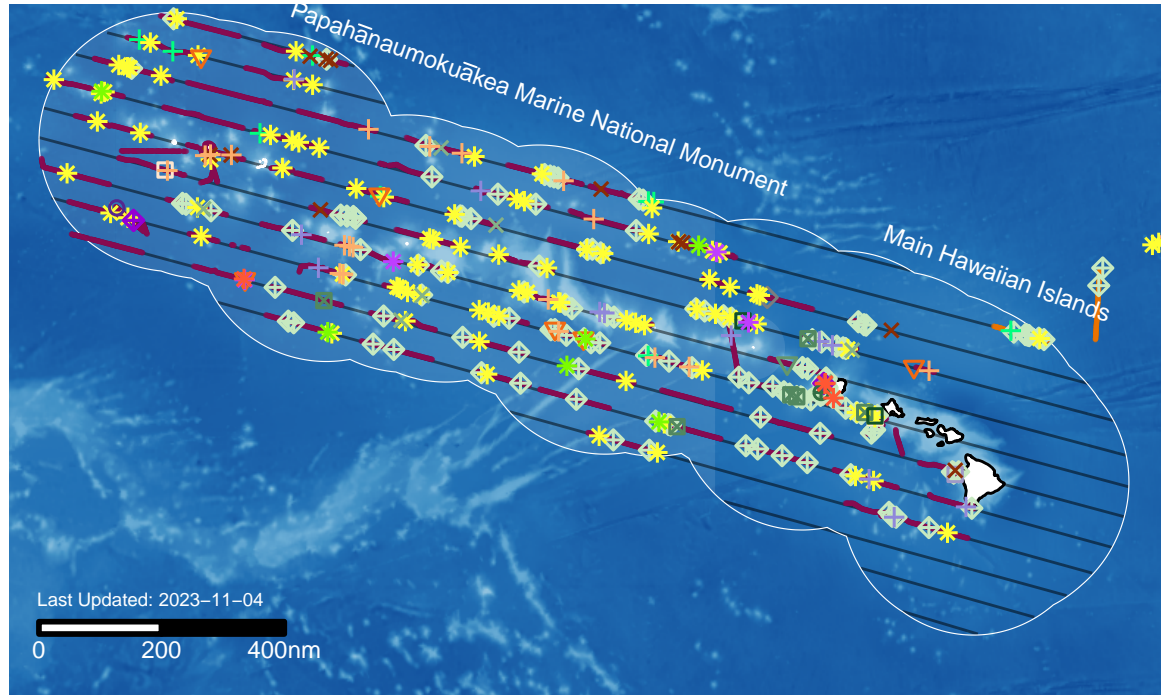 Papahānaumokuākea Marine National Monument
Main Hawaiian Islands
Last Updated: 2023–11–04
0 200 400nm